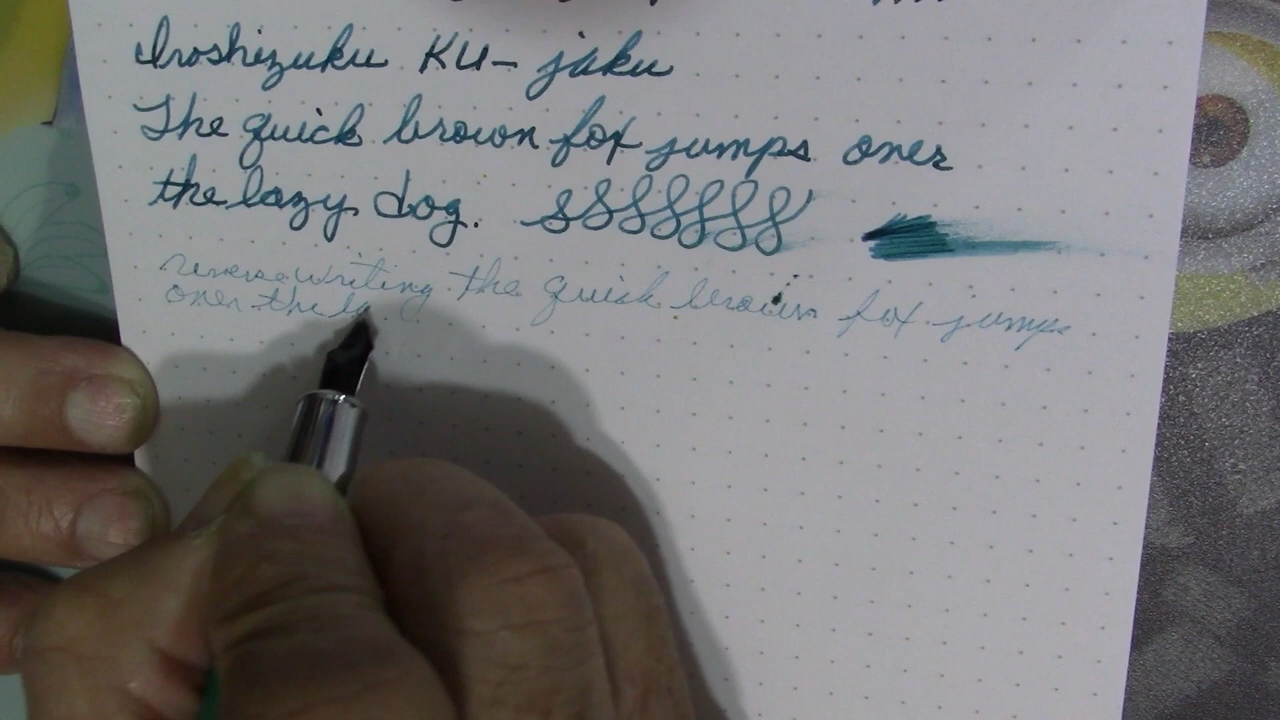 Iroshizuku KU-jaku
The quick brown fox jumps over
the lazy dog. SSSSSSS
reverse writing the quick brown fox jumps
over the la